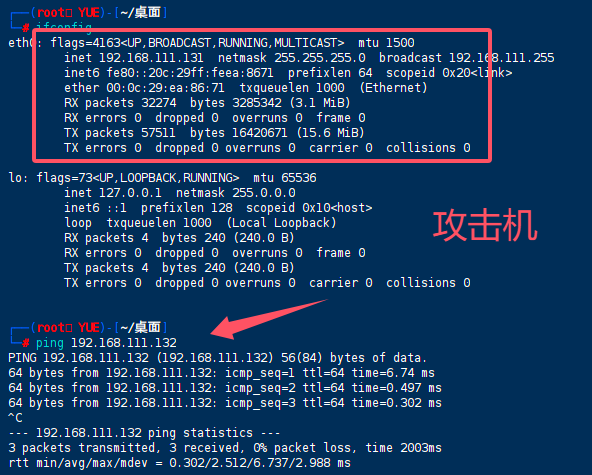 ┌──(root㉿ YUE)-[~/桌面]
└─# ifconfig
eth0: flags=4163<UP,BROADCAST,RUNNING,MULTICAST>  mtu 1500
inet 192.168.111.131  netmask 255.255.255.0  broadcast 192.168.111.255
inet6 fe80::20c:29ff:feea:8671  prefixlen 64  scopeid 0x20<link>
ether 00:0c:29:ea:86:71  txqueuelen 1000  (Ethernet)
RX packets 32274  bytes 3285342 (3.1 MiB)
RX errors 0  dropped 0  overruns 0  frame 0
TX packets 57511  bytes 16420671 (15.6 MiB)
TX errors 0  dropped 0 overruns 0  carrier 0  collisions 0
lo: flags=73<UP,LOOPBACK,RUNNING>  mtu 65536
inet 127.0.0.1  netmask 255.0.0.0
inet6 ::1  prefixlen 128  scopeid 0x10<host>
loop  txqueuelen 1000  (Local Loopback)
RX packets 4  bytes 240 (240.0 B)
RX errors 0  dropped 0  overruns 0  frame 0
TX packets 4  bytes 240 (240.0 B)
TX errors 0  dropped 0 overruns 0  carrier 0  collisions 0
攻击机
┌──(root□ YUE)-[~/桌面]
└─# ping 192.168.111.132
PING 192.168.111.132 (192.168.111.132) 56(84) bytes of data.
64 bytes from 192.168.111.132: icmp_seq=1 ttl=64 time=6.74 ms
64 bytes from 192.168.111.132: icmp_seq=2 ttl=64 time=0.497 ms
64 bytes from 192.168.111.132: icmp_seq=3 ttl=64 time=0.302 ms
^C
--- 192.168.111.132 ping statistics ---
3 packets transmitted, 3 received, 0% packet loss, time 2003ms
rtt min/avg/max/mdev = 0.302/2.512/6.737/2.988 ms